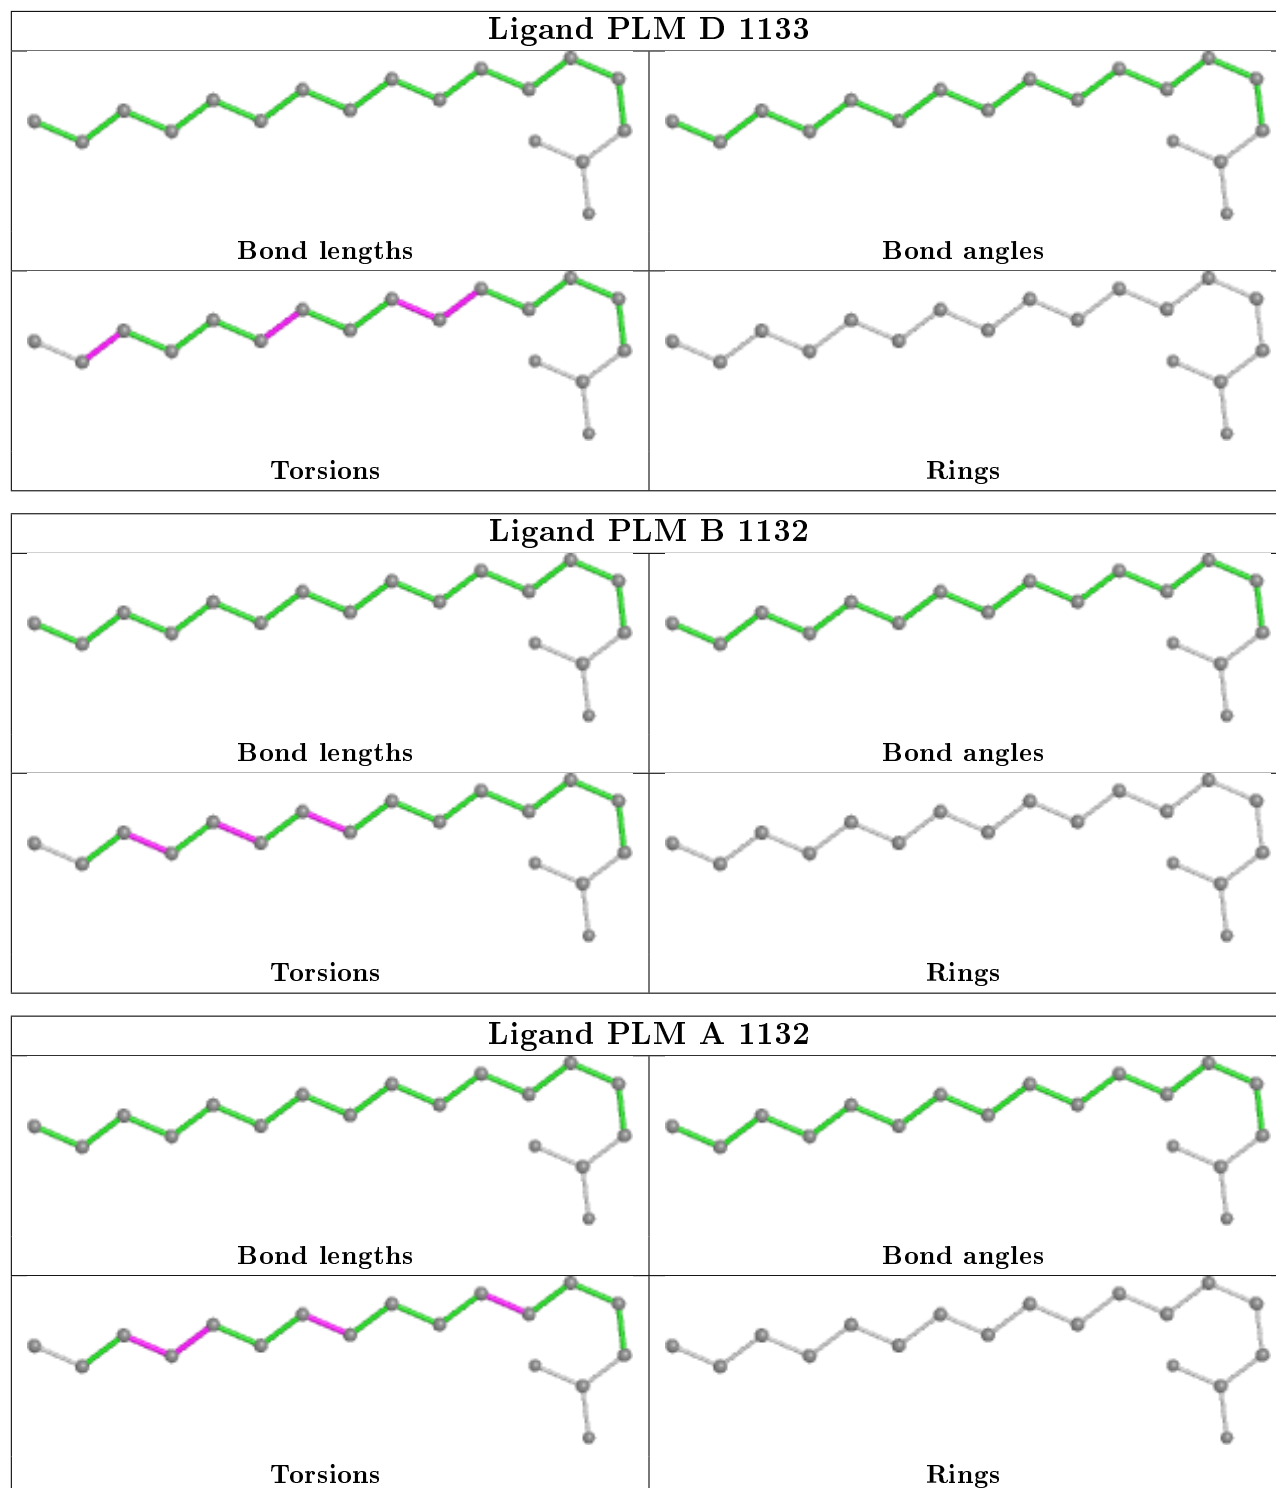 Ligand PLM D 1133
Bond lengths
Bond angles
Torsions
Rings
Ligand PLM B 1132
Bond lengths
Bond angles
Torsions
Rings
Ligand PLM A 1132
Bond lengths
Bond angles
Torsions
Rings